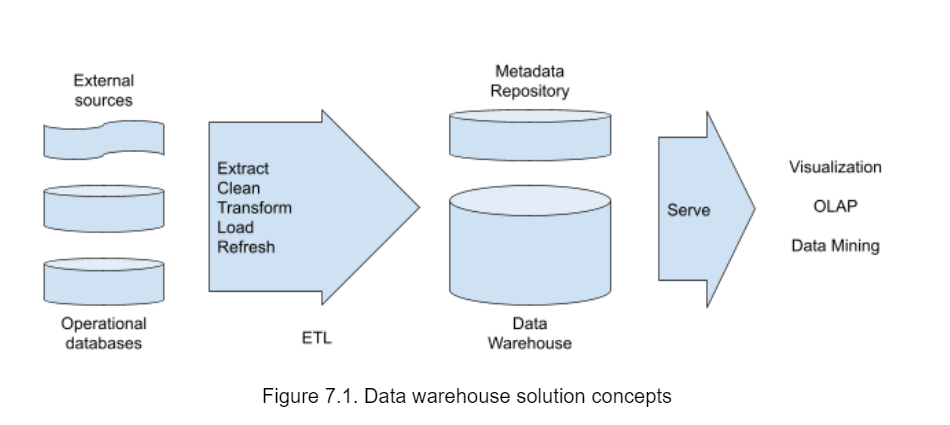 External
sources
Operational
databases
Extract
Clean
Transform
Load
Refresh
ETL
Metadata
Repository
Data
Warehouse
Serve
Visualization
OLAP
Data Mining
Figure 7.1. Data warehouse solution concepts